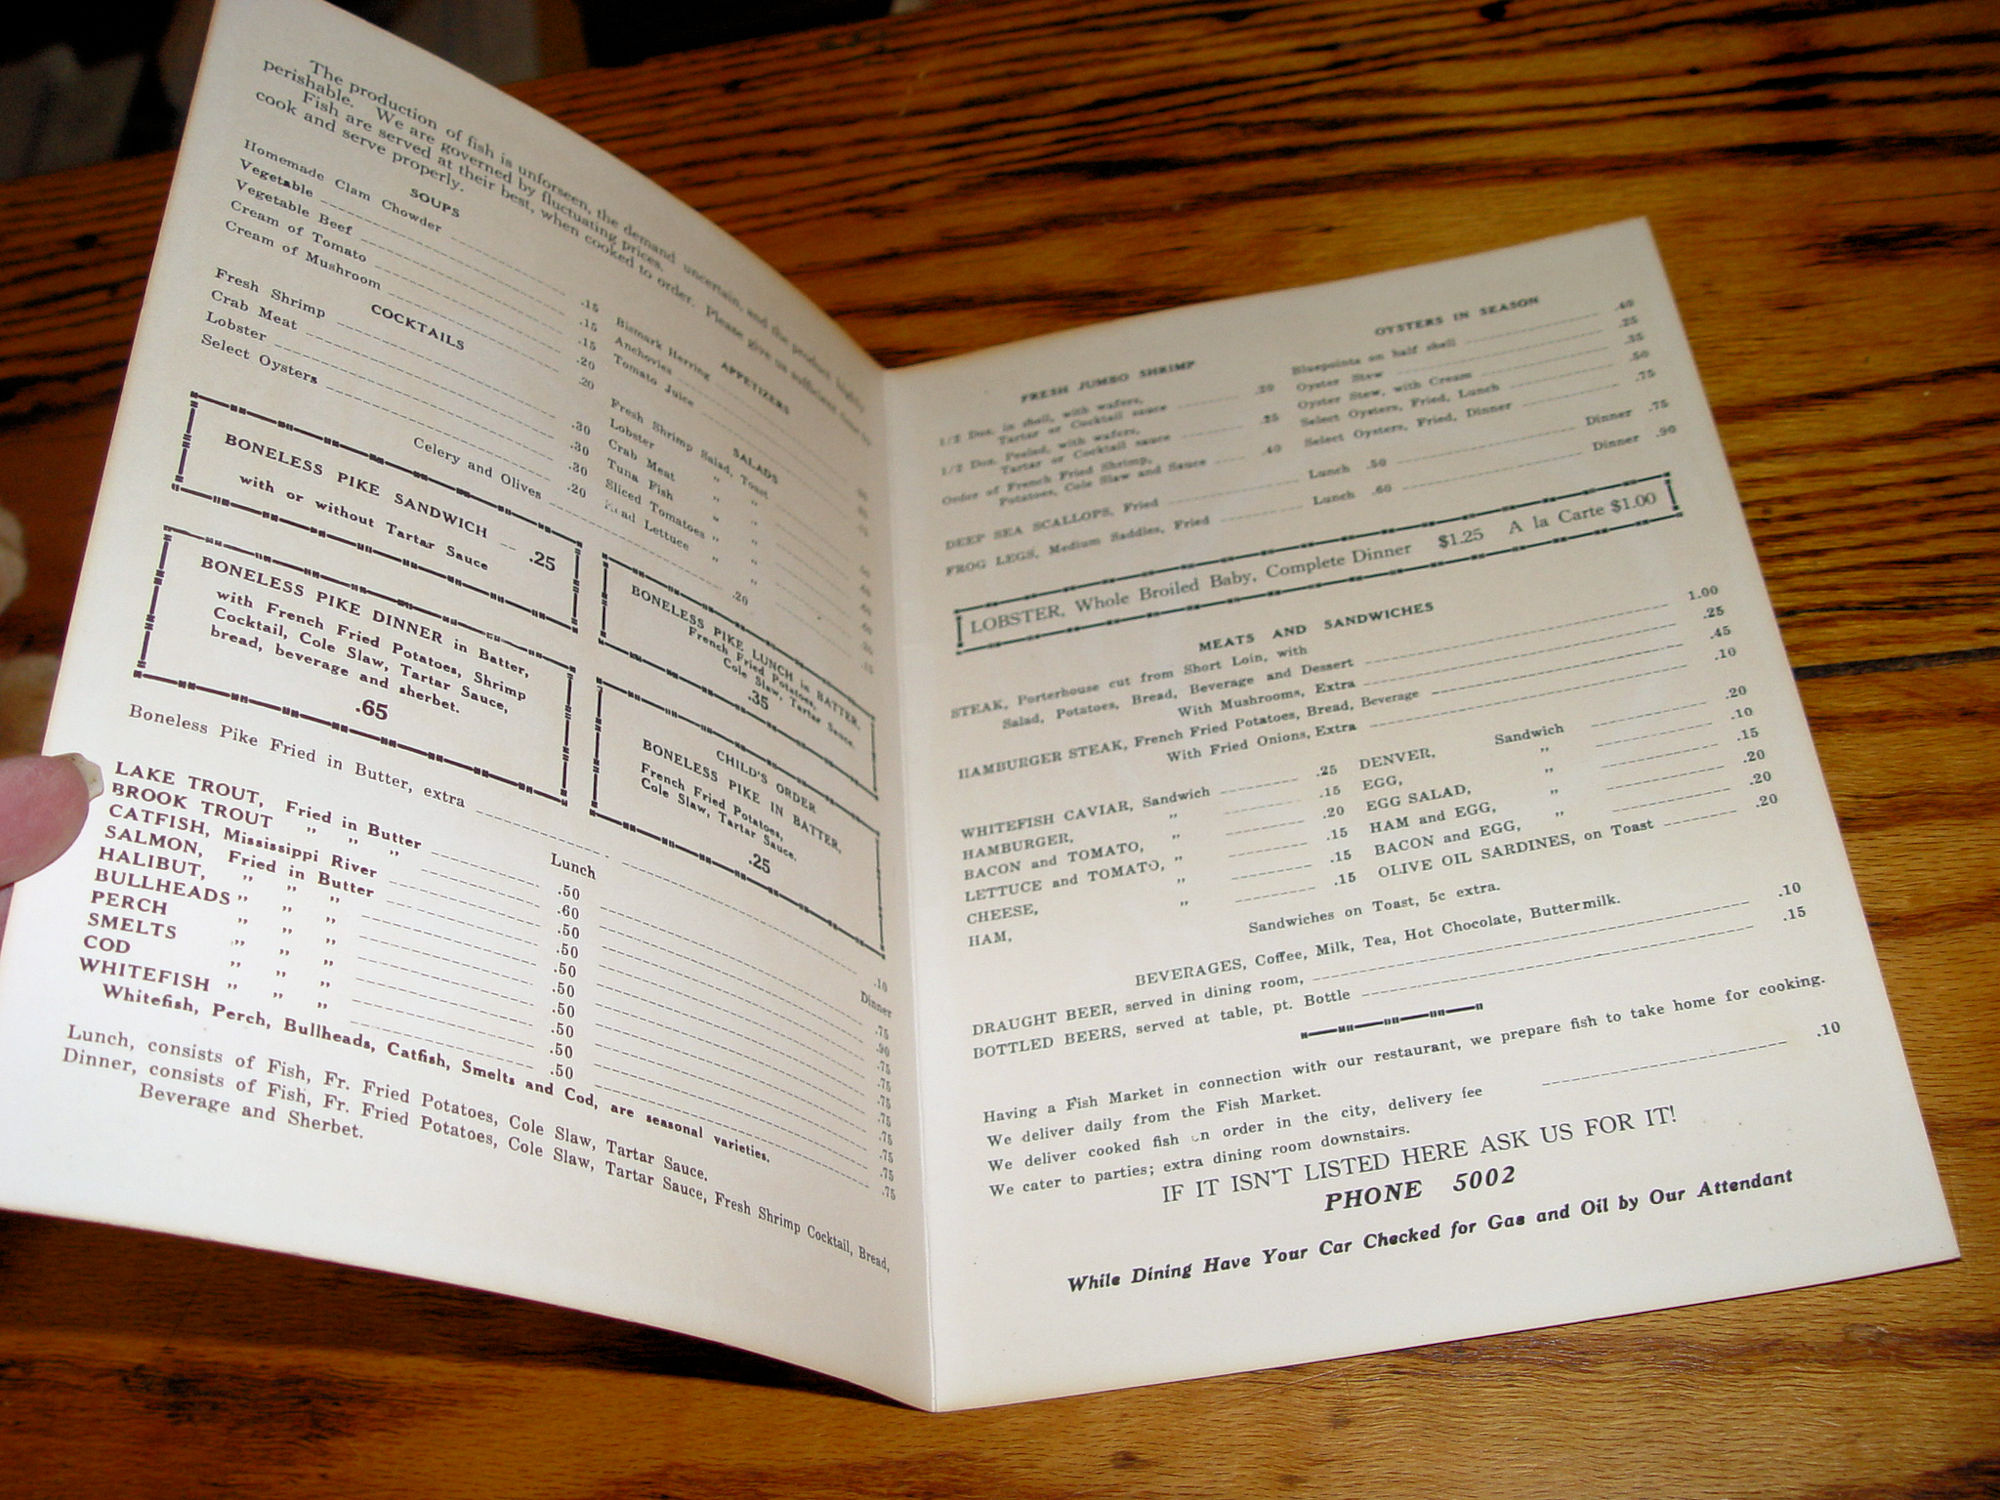 The production of fish is unforseen, the demand uncertain, and the product highly
perishable. We are governed by fluctuating prices.
Fish are served at their best, when cooked to order. Please give us sufficient time to
cook and serve properly.
SOUPS
Homemade Clam Chowder .15
Vegetable .15
Vegetable Beef .15
Cream of Tomato .20
Cream of Mushroom .20
COCKTAILS
Fresh Shrimp .30
Crab Meat .30
Lobster .30
Select Oysters .20
Celery and Olives .20
APPETIZERS
Bismark Herring
Anchovies
Tomato Juice
SALADS
Fresh Shrimp Salad, Toast
Lobster " "
Crab Meat " "
Tuna Fish " "
Sliced Tomatoes " "
Head Lettuce " " .15
BONELESS PIKE SANDWICH .25
with or without Tartar Sauce
BONELESS PIKE DINNER in Batter,
with French Fried Potatoes, Shrimp
Cocktail, Cole Slaw, Tartar Sauce,
bread, beverage and sherbet.
.65
BONELESS PIKE LUNCH in BATTER,
French Fried Potatoes,
Cole Slaw, Tartar Sauce.
.35
CHILD'S ORDER
BONELESS PIKE IN BATTER,
French Fried Potatoes,
Cole Slaw, Tartar Sauce.
.25
Boneless Pike Fried in Butter, extra .10
Lunch Dinner
LAKE TROUT, Fried in Butter .50 .75
BROOK TROUT " " " .60 .90
CATFISH, Mississippi River .50 .75
SALMON, Fried in Butter .50 .75
HALIBUT, " " " .50 .75
BULLHEADS " " " .50 .75
PERCH " " " .50 .75
SMELTS " " " .50 .75
COD " " " .50 .75
WHITEFISH " " " .50 .75
Whitefish, Perch, Bullheads, Catfish, Smelts and Cod, are seasonal varieties.
Lunch, consists of Fish, Fr. Fried Potatoes, Cole Slaw, Tartar Sauce.
Dinner, consists of Fish, Fr. Fried Potatoes, Cole Slaw, Tartar Sauce, Fresh Shrimp Cocktail, Bread,
Beverage and Sherbet.
FRESH JUMBO SHRIMP
1/2 Doz. in shell, with wafers,
Tartar or Cocktail sauce .20
1/2 Doz. Peeled, with wafers,
Tartar or Cocktail sauce .25
Order of French Fried Shrimp,
Potatoes, Cole Slaw and Sauce .40
OYSTERS IN SEASON
Bluepoints on half shell .40
Oyster Stew .25
Oyster Stew, with Cream .35
Select Oysters, Fried, Lunch .50
Select Oysters, Fried, Dinner .75
DEEP SEA SCALLOPS, Fried Lunch .50 Dinner .75
FROG LEGS, Medium Saddles, Fried Lunch .60 Dinner .90
LOBSTER, Whole Broiled Baby, Complete Dinner $1.25 A la Carte $1.00
MEATS AND SANDWICHES
STEAK, Porterhouse cut from Short Loin, with
Salad, Potatoes, Bread, Beverage and Dessert 1.00
With Mushrooms, Extra .25
HAMBURGER STEAK, French Fried Potatoes, Bread, Beverage .45
With Fried Onions, Extra .10
WHITEFISH CAVIAR, Sandwich .25
HAMBURGER, " .15
BACON and TOMATO, " .20
LETTUCE and TOMATO, " .15
CHEESE, " .15
HAM, " .15
DENVER, Sandwich .20
EGG, " .10
EGG SALAD, " .15
HAM and EGG, " .20
BACON and EGG, " .20
OLIVE OIL SARDINES, on Toast .20
Sandwiches on Toast, 5c extra.
BEVERAGES, Coffee, Milk, Tea, Hot Chocolate, Buttermilk.
DRAUGHT BEER, served in dining room, .10
BOTTLED BEERS, served at table, pt. Bottle .15
Having a Fish Market in connection with our restaurant, we prepare fish to take home for cooking.
We deliver daily from the Fish Market.
We deliver cooked fish on order in the city, delivery fee .10
We cater to parties; extra dining room downstairs.
IF IT ISN'T LISTED HERE ASK US FOR IT!
PHONE 5002
While Dining Have Your Car Checked for Gas and Oil by Our Attendant